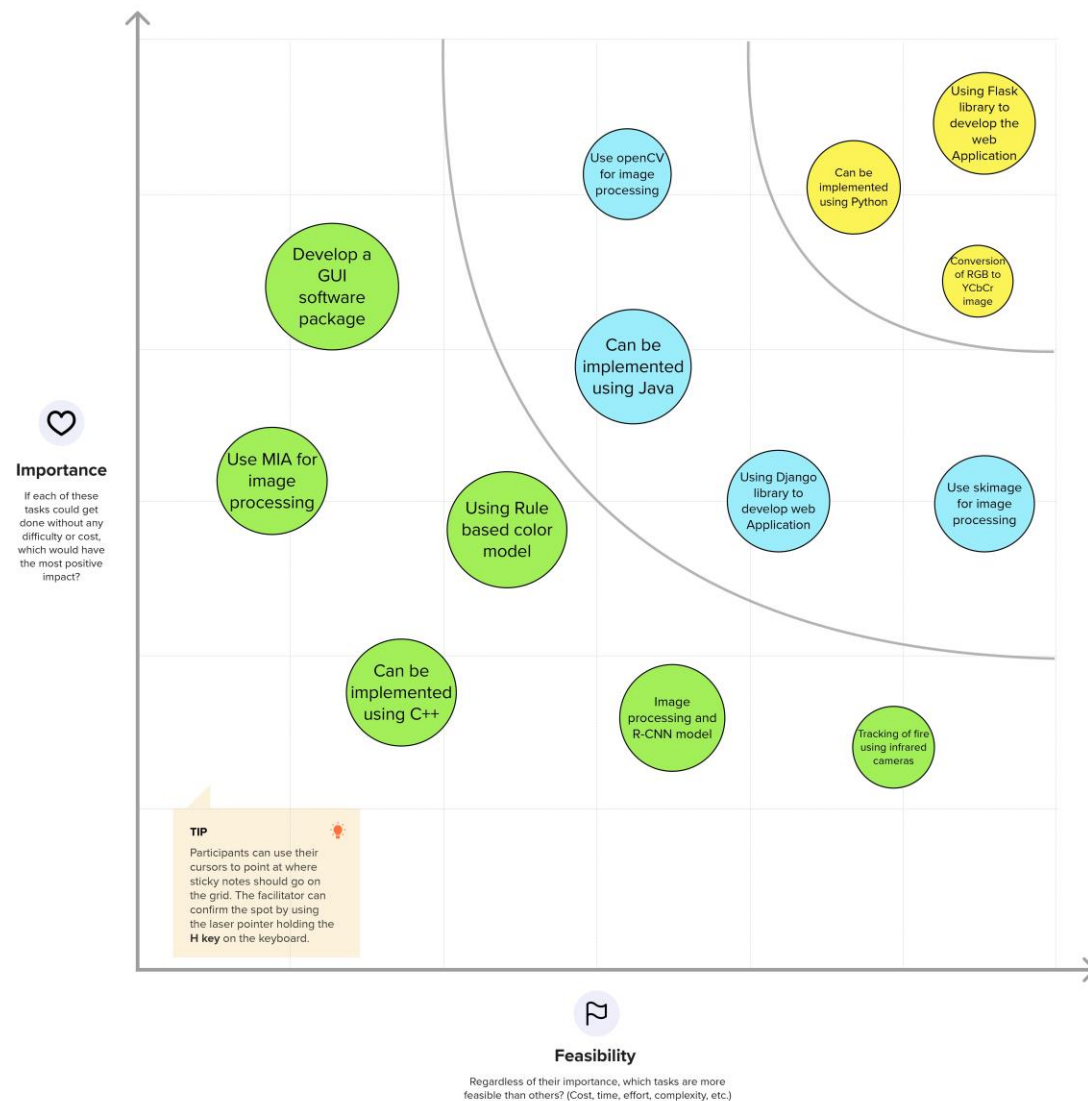 Using Flask
library to
develop the
web
Application
Use openCV
for image
processing
Can be
implemented
using Python
Develop a
GUI
software
package
Conversion
of RGB to
YCbCr
image
Can be
implemented
using Java
Importance
If each of these
tasks could get
done without any
difficulty or cost,
which would have
the most positive
impact?
Use MIA for
image
processing
Using Rule
based color
model
Using Django
library to
develop web
Application
Use skimage
for image
processing
Can be
implemented
using C++
Image
processing and
R-CNN model
Tracking of fire
using infrared
cameras
TIP
Participants can use their
cursors to point at where
sticky notes should go on
the grid. The facilitator can
confirm the spot by using
the laser pointer holding the
H key on the keyboard.
Feasibility
Regardless of their importance, which tasks are more
feasible than others? (Cost, time, effort, complexity, etc.)